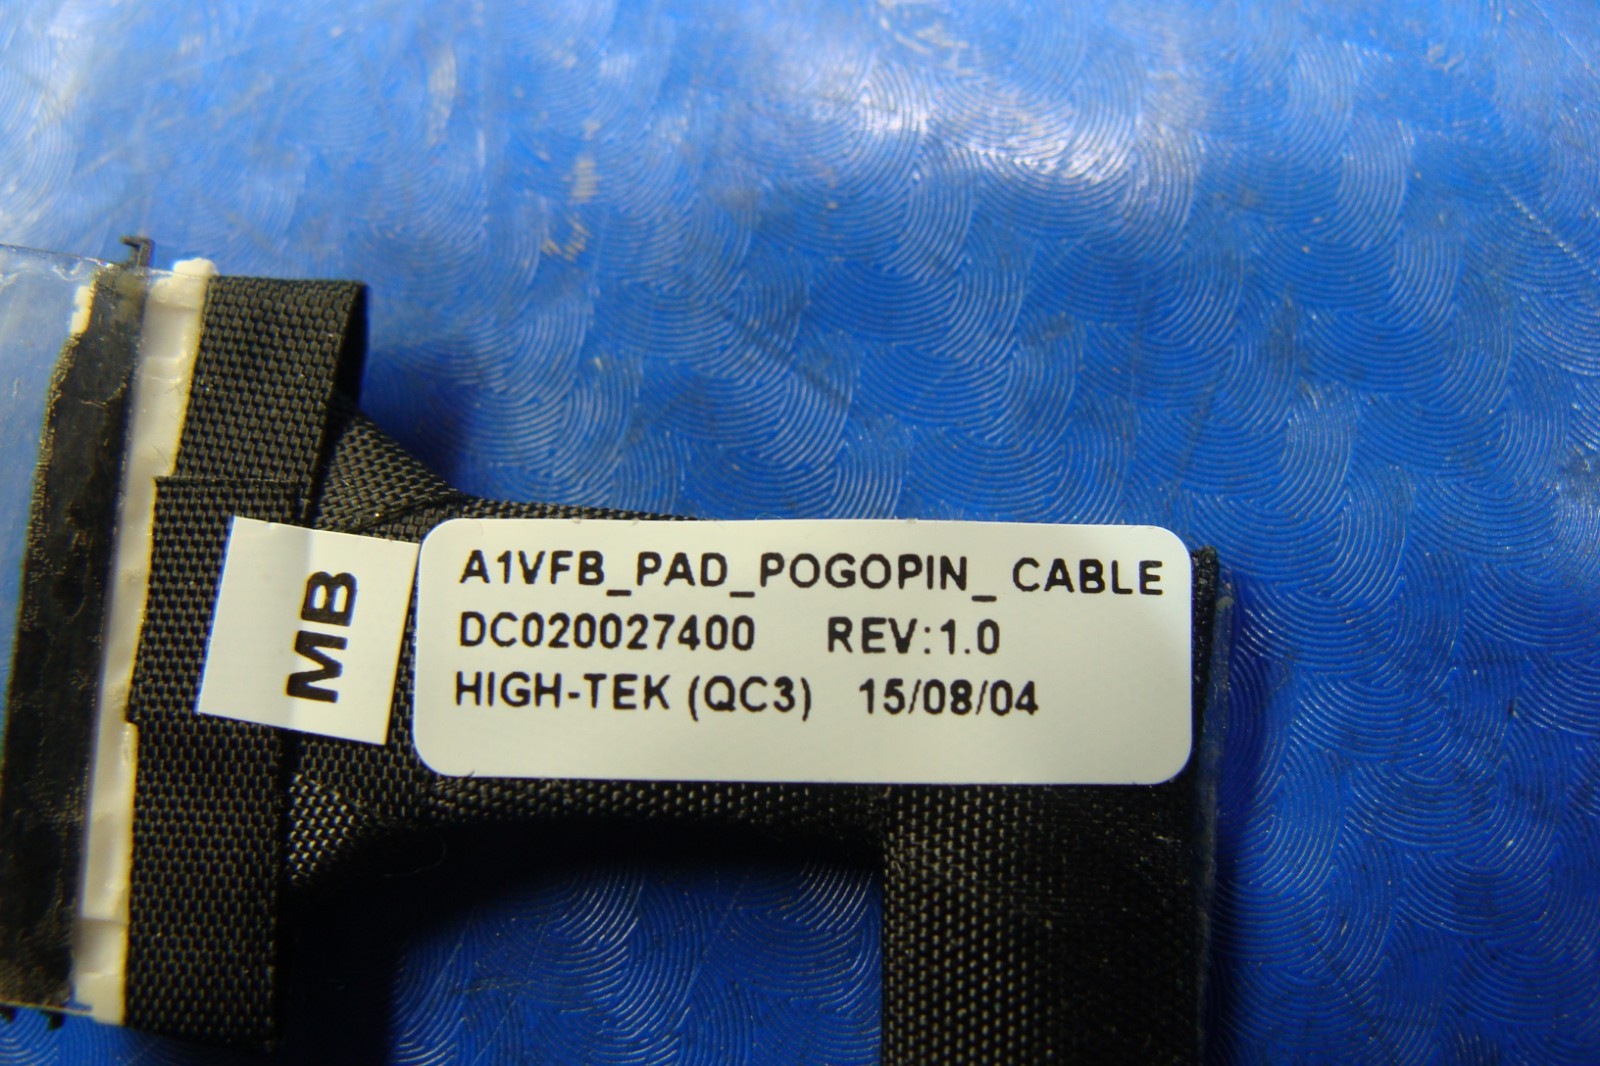 MB
A1VFB_PAD_POGOPIN_ CABLE
DC020027400 REV:1.0
HIGH-TEK (QC3) 15/08/04